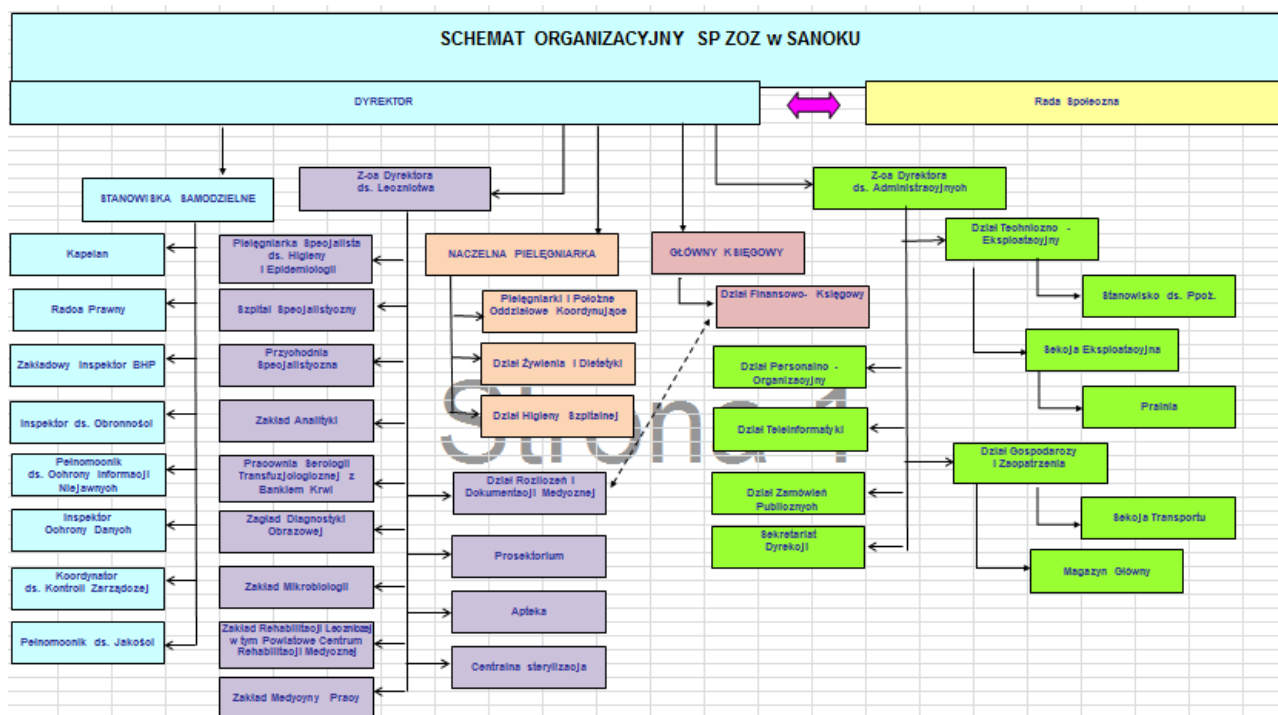 SCHEMAT ORGANIZACYJNY SP ZOZ w SANOKU
DYREKTOR
Rada Społeczna
STANOWISKA SAMODZIELNE
Z-ca Dyrektora
ds. Lecznictwa
Z-ca Dyrektora
ds. Administracyjnych
Kapelan
Radca Prawny
Zakładowy Inspektor BHP
Inspektor ds. Obronności
Pełnomocnik
ds. Ochrony Informacji
Niejawnych
Inspektor
Ochrony Danych
Koordynator
ds. Kontroli Zarządczej
Pełnomocnik ds. Jakości
Pielęgniarka Specjalista
ds. Higieny
i Epidemiologii
Szpital Specjalistyczny
Przychodnia
Specjalistyczna
Zakład Analityki
Pracownia Serologii
Transfuzjologicznej z
Bankiem Krwi
Zagład Diagnostyki
Obrazowej
Zakład Mikrobiologii
Zakład Rehabilitacji Leczniczej
w tym Powiatowe Centrum
Rehabilitacji Medycznej
Zakład Medycyny Pracy
NACZELNA PIELĘGNIARKA
Pielęgniarki i Położne
Oddziałowe Koordynujące
Dział Żywienia i Dietetyki
Dział Higieny Szpitalnej
Dział Rozliczeń i
Dokumentacji Medycznej
Prosektorium
Apteka
Centralna sterylizacja
GŁÓWNY KSIĘGOWY
Dział Finansowo- Księgowy
Dział Personalno -
Organizacyjny
Dział Teleinformatyki
Dział Zamówień
Publicznych
Sekretariat
Dyrekcji
Dział Techniczno -
Eksploatacyjny
Stanowisko ds. Ppoż.
Sekcja Eksploatacyjna
Pralnia
Dział Gospodarczy
i Zaopatrzenia
Sekcja Transportu
Magazyn Główny
Strona 1